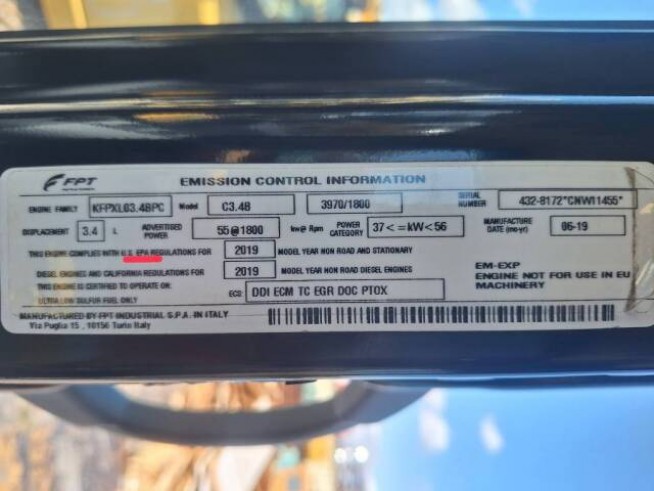 FPT EMISSION CONTROL INFORMATION
ENGINE FAMILY KFPXL03.4BPC Model C3.4B 3970/1800 SERIAL NUMBER 432-8172*CNW11455*
DISPLACEMENT 3.4 L ADVERTISED POWER 55@1800 kw@ Rpm POWER CATEGORY 37<=kW<56 MANUFACTURE DATE (mo-yr) 06-19
THIS ENGINE COMPLIES WITH U.S. EPA REGULATIONS FOR 2019 MODEL YEAR NON ROAD AND STATIONARY
DIESEL ENGINES AND CALIFORNIA REGULATIONS FOR 2019 MODEL YEAR NON ROAD DIESEL ENGINES
THIS ENGINE IS CERTIFIED TO OPERATE ON
ULTRA LOW SULFUR FUEL ONLY
ECS DDI ECM TC EGR DOC PTOX
EM-EXP
ENGINE NOT FOR USE IN EU
MACHINERY
MANUFACTURED BY FPT INDUSTRIAL S.P.A. IN ITALY
Via Puglia 15 , 10156 Turin Italy